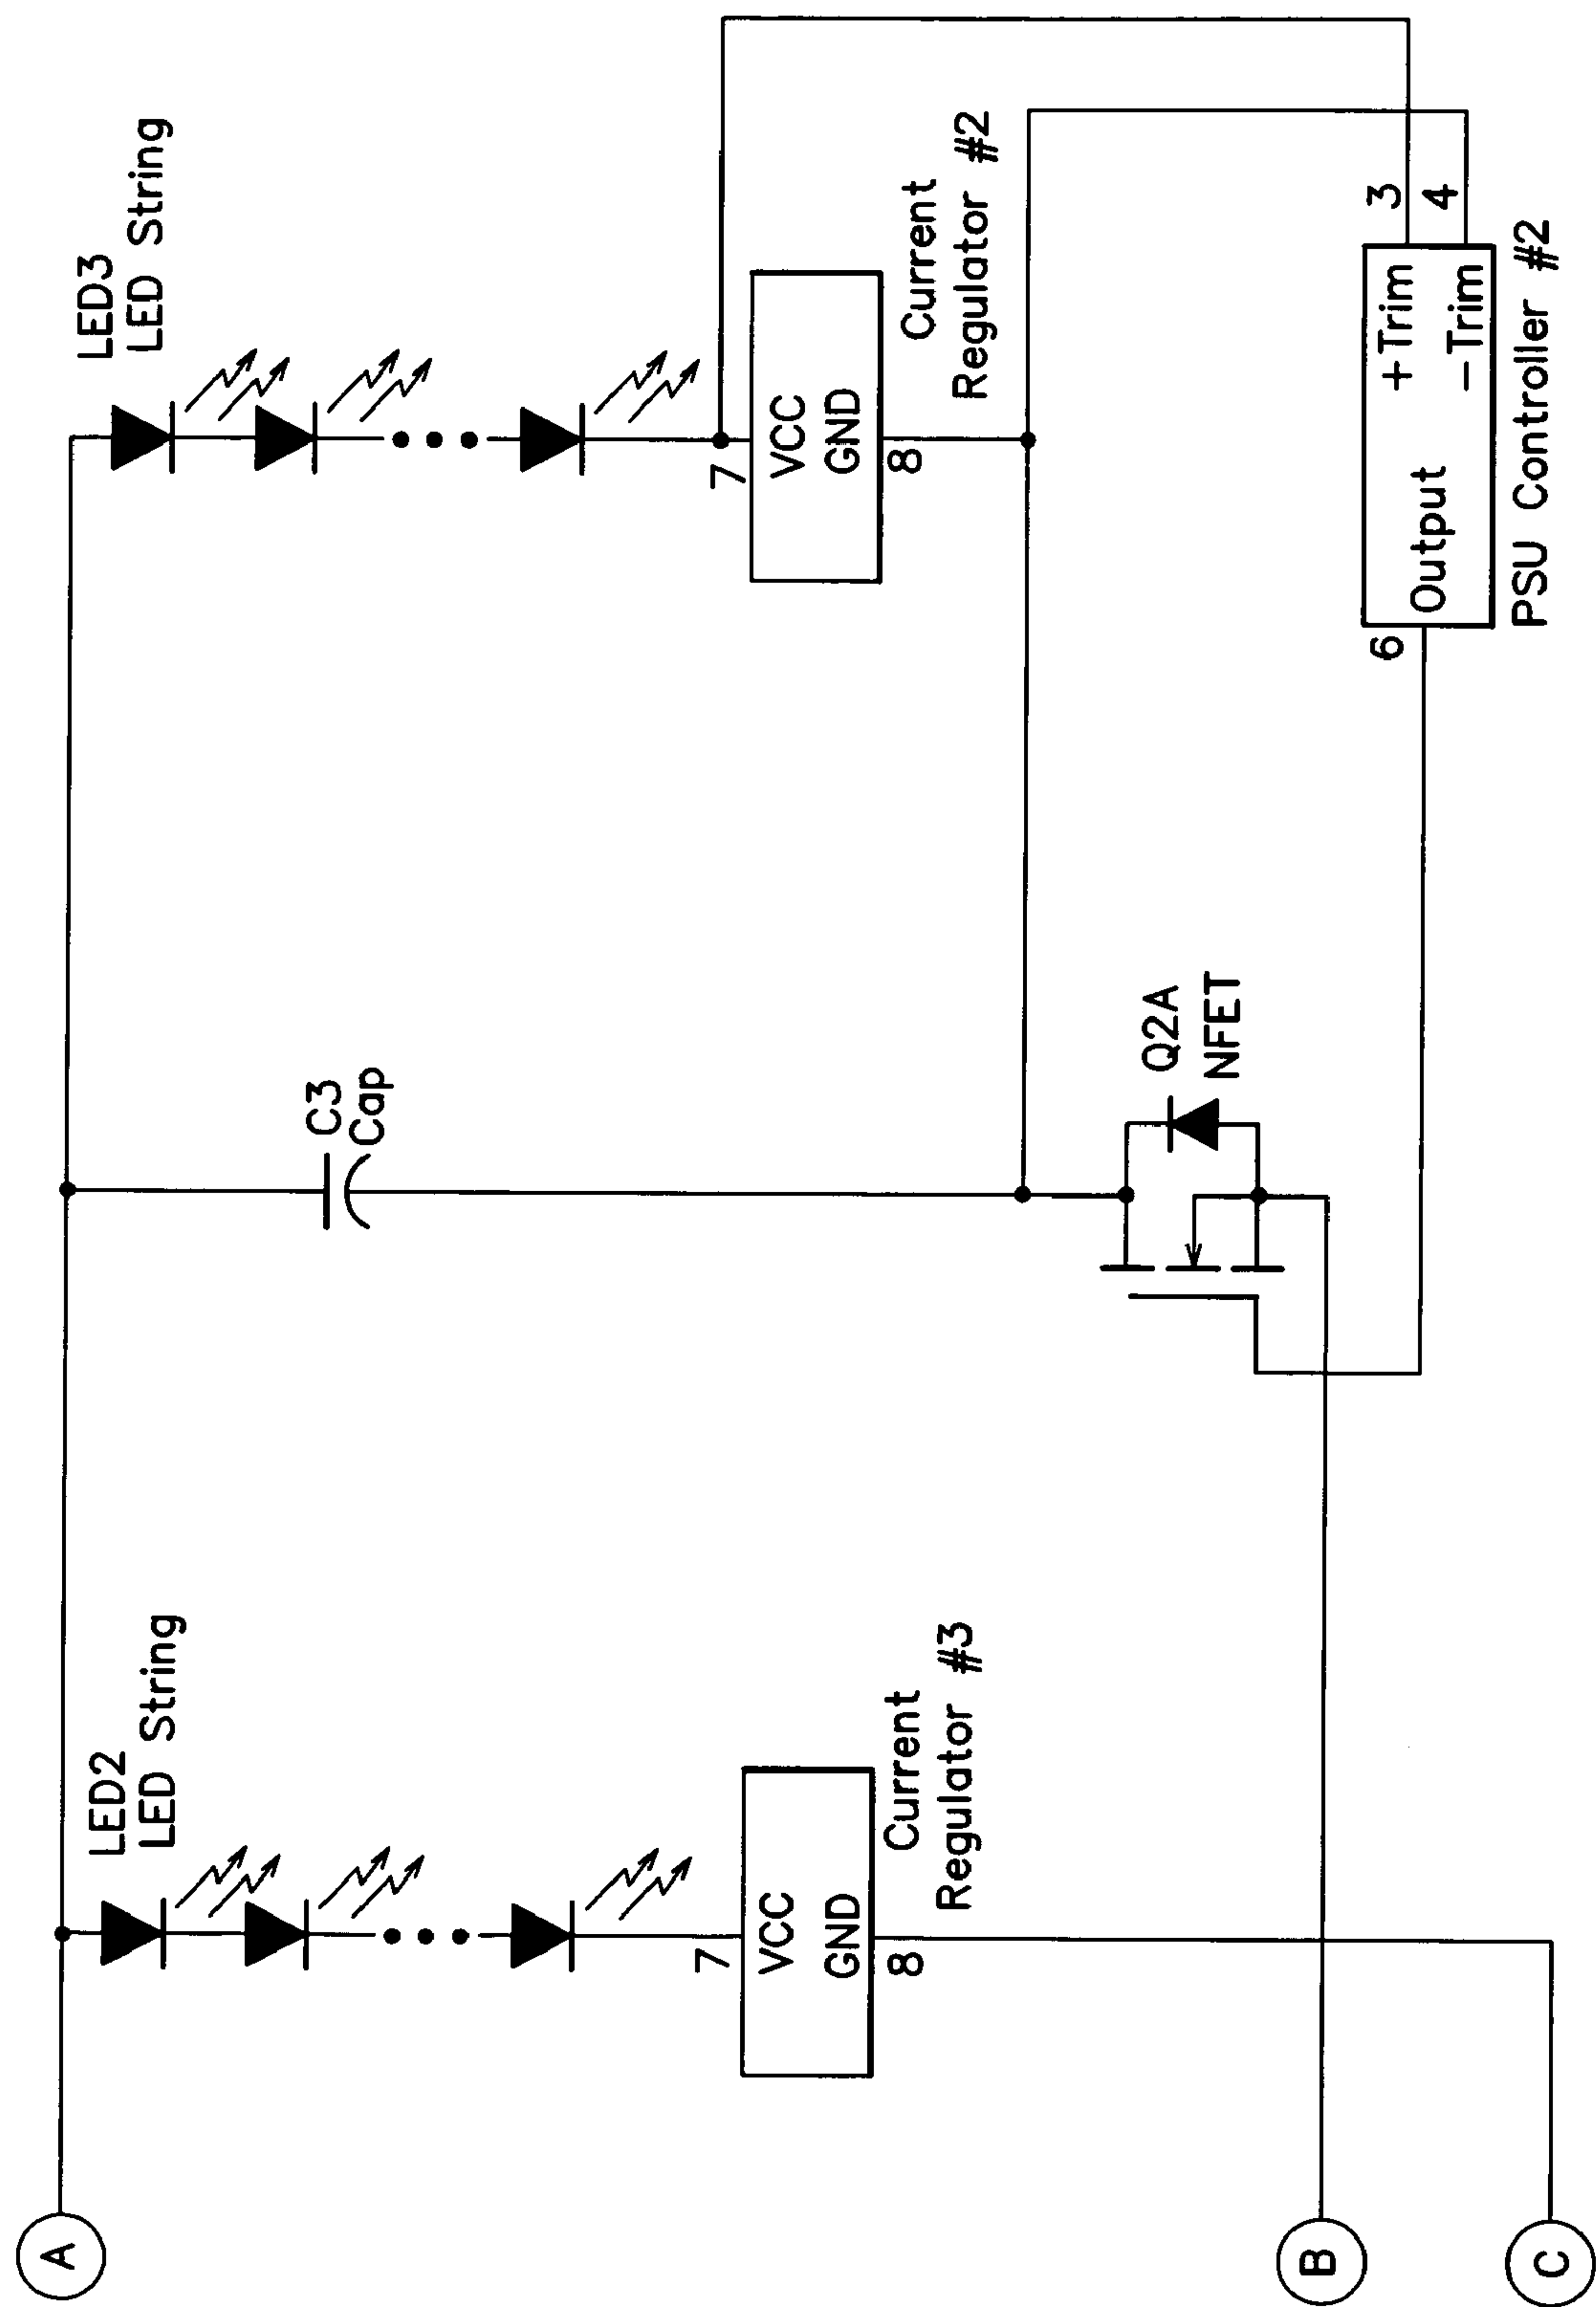 A
LED2
LED String
7
VCC
GND
8
Current
Regulator #3
B
C
C3
Cap
Q2A
NFET
LED3
LED String
7
VCC
GND
8
Current
Regulator #2
6
Output
+Trim
-Trim
3
4
PSU Controller #2